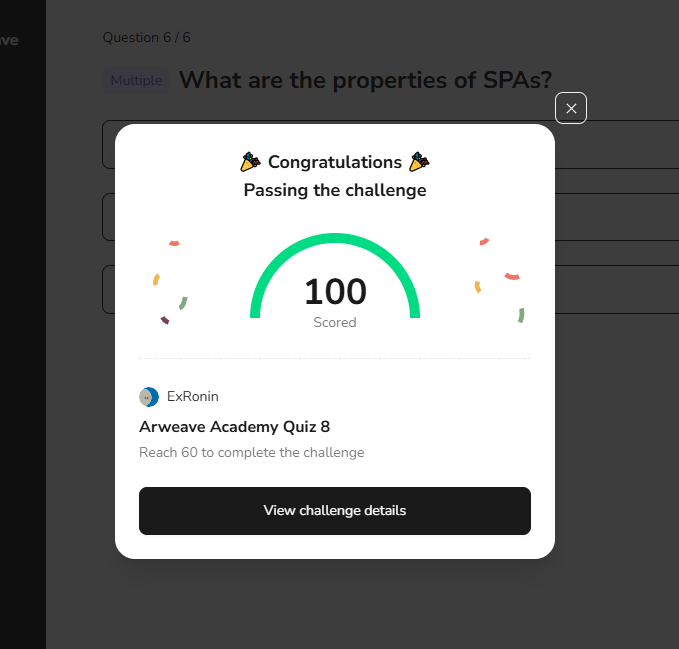 Question 6 / 6
Multiple What are the properties of SPAs?
Congratulations
Passing the challenge
100
Scored
ExRonin
Arweave Academy Quiz 8
Reach 60 to complete the challenge
View challenge details